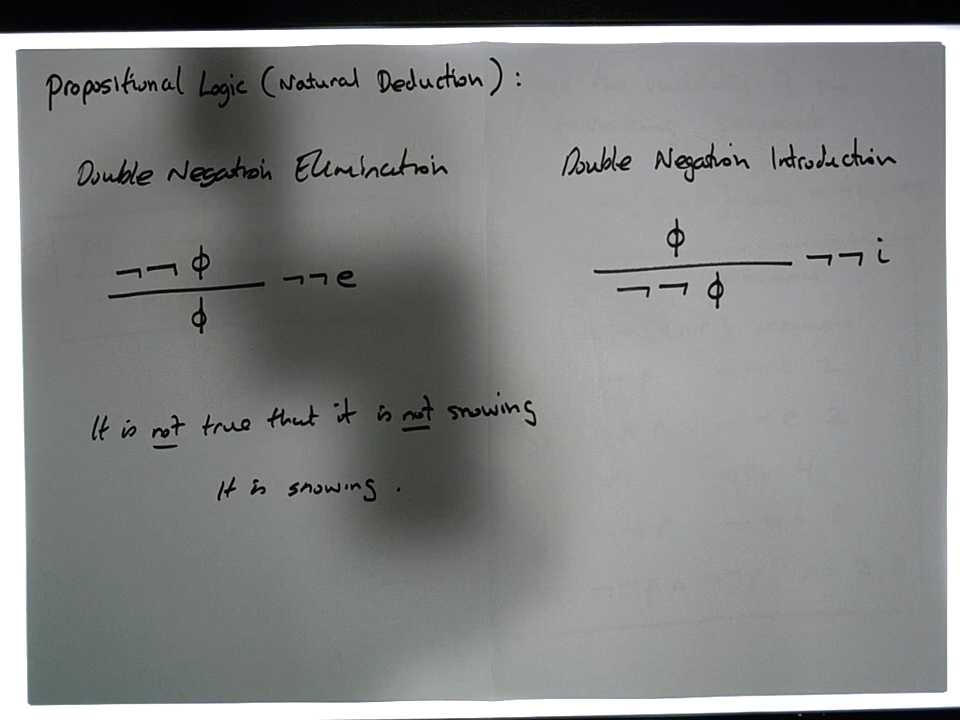 Propositional Logic (Natural Deduction):
Double Negation Elimination
¬¬ϕ
ϕ
¬¬e
Double Negation Introduction
ϕ
¬¬ϕ
¬¬i
It is not true that it is not snowing
It is snowing.